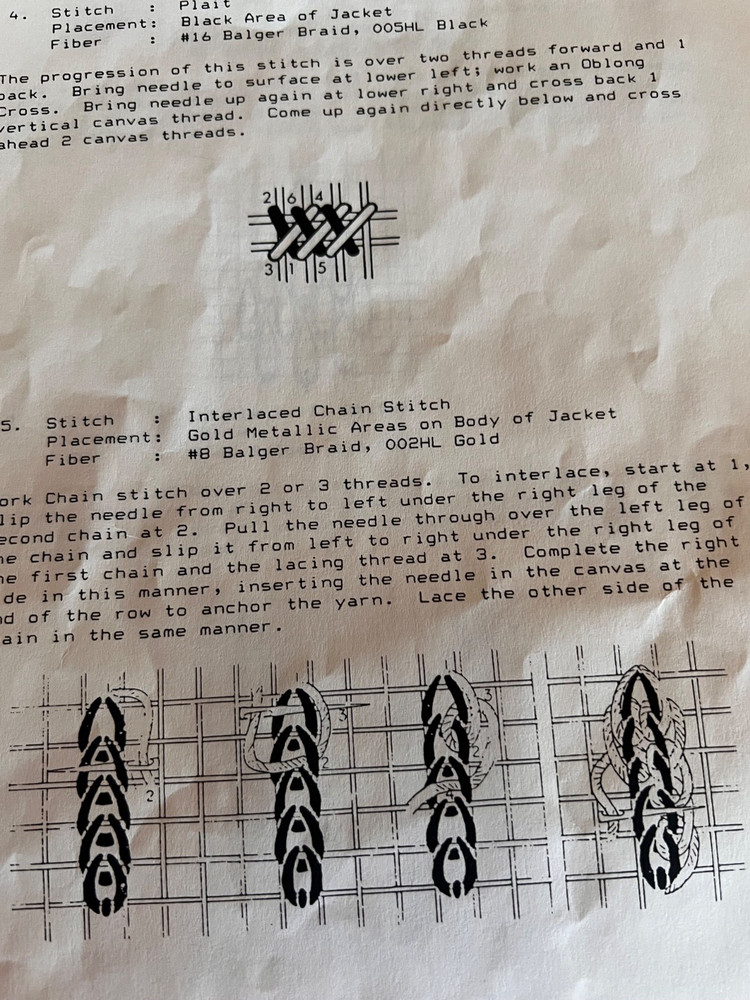 4. Stitch : Plait
Placement: Black Area of Jacket
Fiber : #16 Balger Braid, 005HL Black
The progression of this stitch is over two threads forward and 1
back. Bring needle to surface at lower left; work an Oblong
Cross. Bring needle up again at lower right and cross back 1
vertical canvas thread. Come up again directly below and cross
ahead 2 canvas threads.
2 6 4
3 1 5
5. Stitch : Interlaced Chain Stitch
Placement: Gold Metallic Areas on Body of Jacket
Fiber : #8 Balger Braid, 002HL Gold
ork Chain stitch over 2 or 3 threads. To interlace, start at 1,
lip the needle from right to left under the right leg of the
econd chain at 2. Pull the needle through over the left leg of
he chain and slip it from left to right under the right leg of
he first chain and the lacing thread at 3. Complete the right
ide in this manner, inserting the needle in the canvas at the
nd of the row to anchor the yarn. Lace the other side of the
ain in the same manner.
1 3 3
2 2 2
4